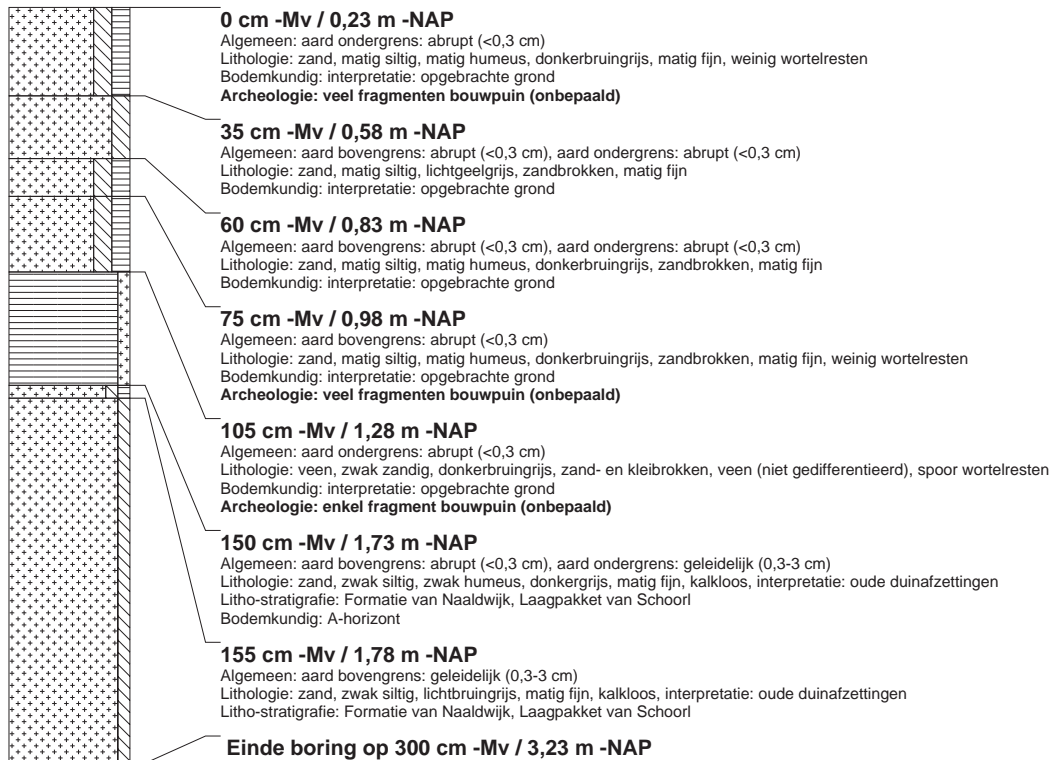 0 cm -Mv / 0,23 m -NAP
Algemeen: aard ondergrens: abrupt (<0,3 cm)
Lithologie: zand, matig siltig, matig humeus, donkerbruingrijs, matig fijn, weinig wortelresten
Bodemkundig: interpretatie: opgebrachte grond
Archeologie: veel fragmenten bouwpuin (onbepaald)
35 cm -Mv / 0,58 m -NAP
Algemeen: aard bovengrens: abrupt (<0,3 cm), aard ondergrens: abrupt (<0,3 cm)
Lithologie: zand, matig siltig, lichtgeelgrijs, zandbrokken, matig fijn
Bodemkundig: interpretatie: opgebrachte grond
60 cm -Mv / 0,83 m -NAP
Algemeen: aard bovengrens: abrupt (<0,3 cm), aard ondergrens: abrupt (<0,3 cm)
Lithologie: zand, matig siltig, matig humeus, donkerbruingrijs, zandbrokken, matig fijn
Bodemkundig: interpretatie: opgebrachte grond
75 cm -Mv / 0,98 m -NAP
Algemeen: aard bovengrens: abrupt (<0,3 cm)
Lithologie: zand, matig siltig, matig humeus, donkerbruingrijs, zandbrokken, matig fijn, weinig wortelresten
Bodemkundig: interpretatie: opgebrachte grond
Archeologie: veel fragmenten bouwpuin (onbepaald)
105 cm -Mv / 1,28 m -NAP
Algemeen: aard ondergrens: abrupt (<0,3 cm)
Lithologie: veen, zwak zandig, donkerbruingrijs, zand- en kleibrokken, veen (niet gedifferentieerd), spoor wortelresten
Bodemkundig: interpretatie: opgebrachte grond
Archeologie: enkel fragment bouwpuin (onbepaald)
150 cm -Mv / 1,73 m -NAP
Algemeen: aard bovengrens: abrupt (<0,3 cm), aard ondergrens: geleidelijk (0,3-3 cm)
Lithologie: zand, zwak siltig, zwak humeus, donkergrijs, matig fijn, kalkloos, interpretatie: oude duinafzettingen
Litho-stratigrafie: Formatie van Naaldwijk, Laagpakket van Schoorl
Bodemkundig: A-horizont
155 cm -Mv / 1,78 m -NAP
Algemeen: aard bovengrens: geleidelijk (0,3-3 cm)
Lithologie: zand, zwak siltig, lichtbruingrijs, matig fijn, kalkloos, interpretatie: oude duinafzettingen
Litho-stratigrafie: Formatie van Naaldwijk, Laagpakket van Schoorl
Einde boring op 300 cm -Mv / 3,23 m -NAP